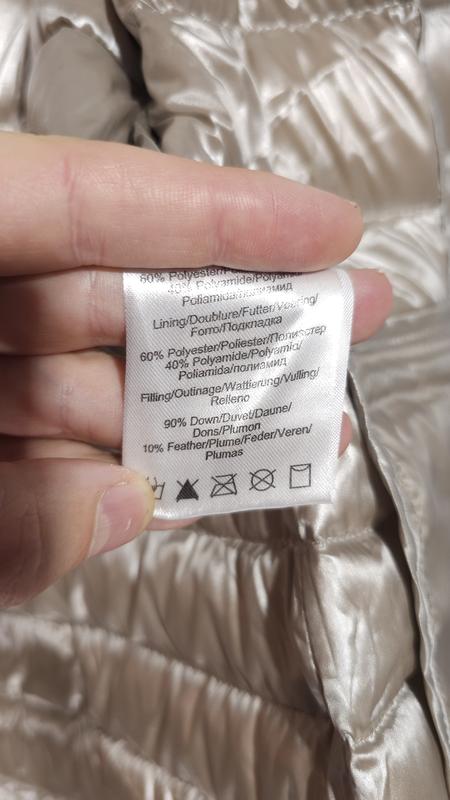 60% Polyester/
40% Polyamide/Polyamid/
Poliamida/полиамид
Lining/Doublure/Futter/Voering/
Forro/Подкладка
60% Polyester/Poliester/Полиэстер
40% Polyamide/Polyamid/
Poliamida/полиамид
Filling/Outinage/Wattierung/Vulling/
Relleno
90% Down/Duvet/Daune/
Dons/Plumon
10% Feather/Plume/Feder/Veren/
Plumas